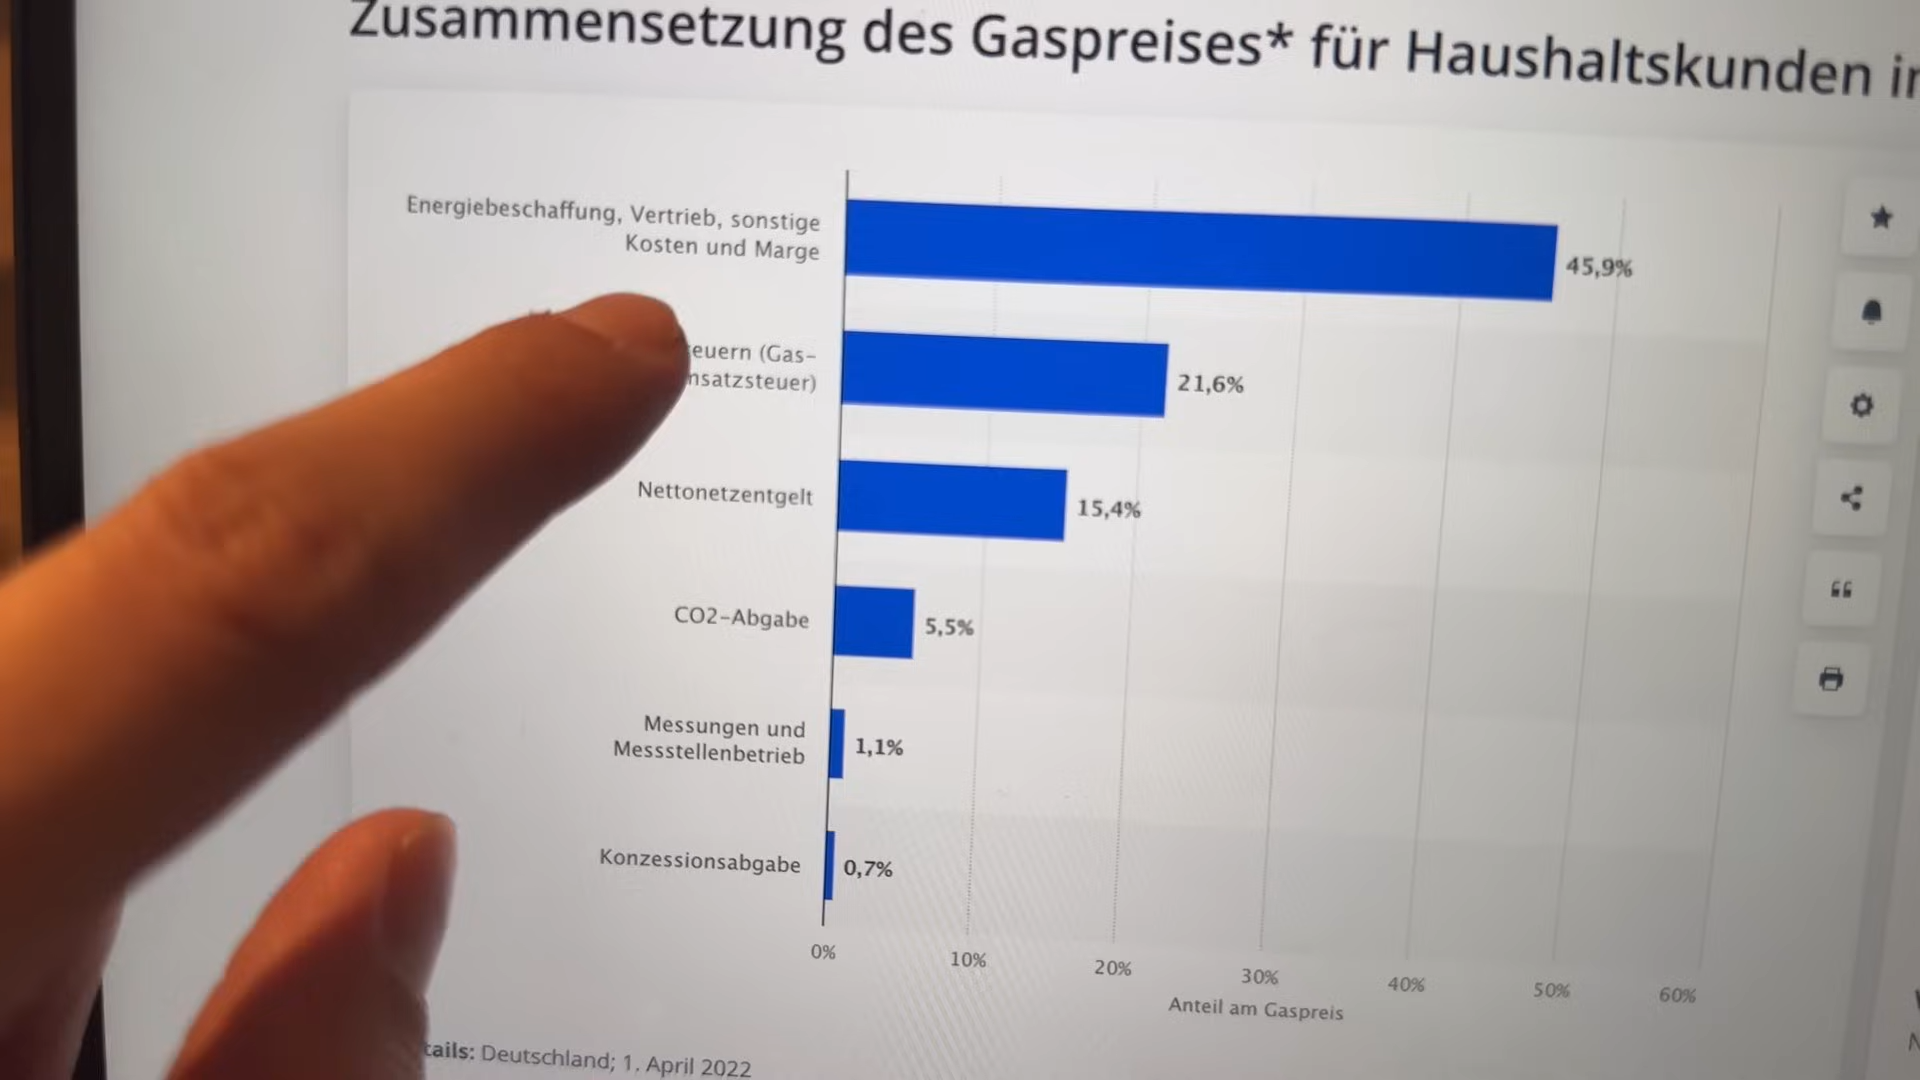 Zusammensetzung des Gaspreises* für Haushaltskunden in
Energiebeschaffung, Vertrieb, sonstige
Kosten und Marge
45,9%
euern (Gas-
nsatzsteuer)
21,6%
Nettonetzentgelt
15,4%
CO2-Abgabe
5,5%
Messungen und
Messstellenbetrieb
1,1%
Konzessionsabgabe
0,7%
0%
10%
20%
30%
40%
50%
60%
Anteil am Gaspreis
tails: Deutschland; 1. April 2022